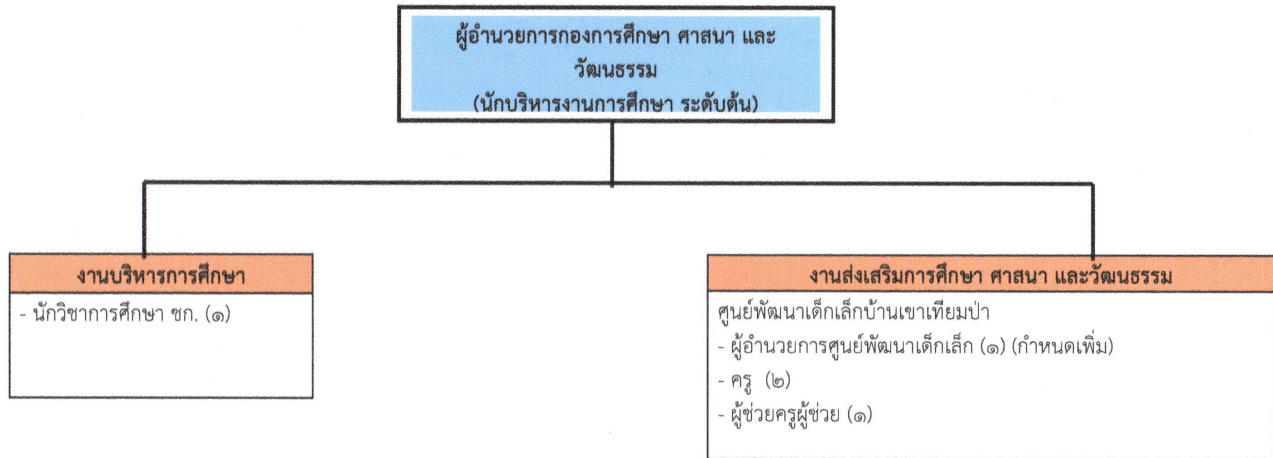 ผู้อำนวยการกองการศึกษา ศาสนา และ
วัฒนธรรม
(นักบริหารงานการศึกษา ระดับต้น)
งานบริหารการศึกษา
- นักวิชาการศึกษา ชก. (๑)
งานส่งเสริมการศึกษา ศาสนา และวัฒนธรรม
ศูนย์พัฒนาเด็กเล็กบ้านเขาเทียมป่า
- ผู้อำนวยการศูนย์พัฒนาเด็กเล็ก (๑) (กำหนดเพิ่ม)
- ครู (๒)
- ผู้ช่วยครูผู้ช่วย (๑)